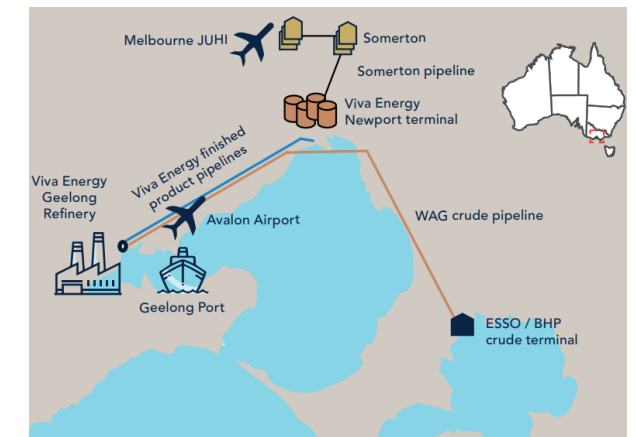 Melbourne JUHI
Somerton
Somerton pipeline
Viva Energy
Newport terminal
Viva Energy finished
product pipelines
Viva Energy
Geelong
Refinery
Avalon Airport
WAG crude pipeline
Geelong Port
ESSO / BHP
crude terminal